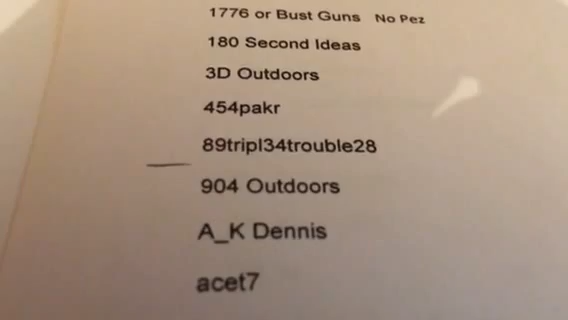 1776 or Bust Guns No Pez
180 Second Ideas
3D Outdoors
454pakr
89tripl34trouble28
904 Outdoors
A_K Dennis
acet7